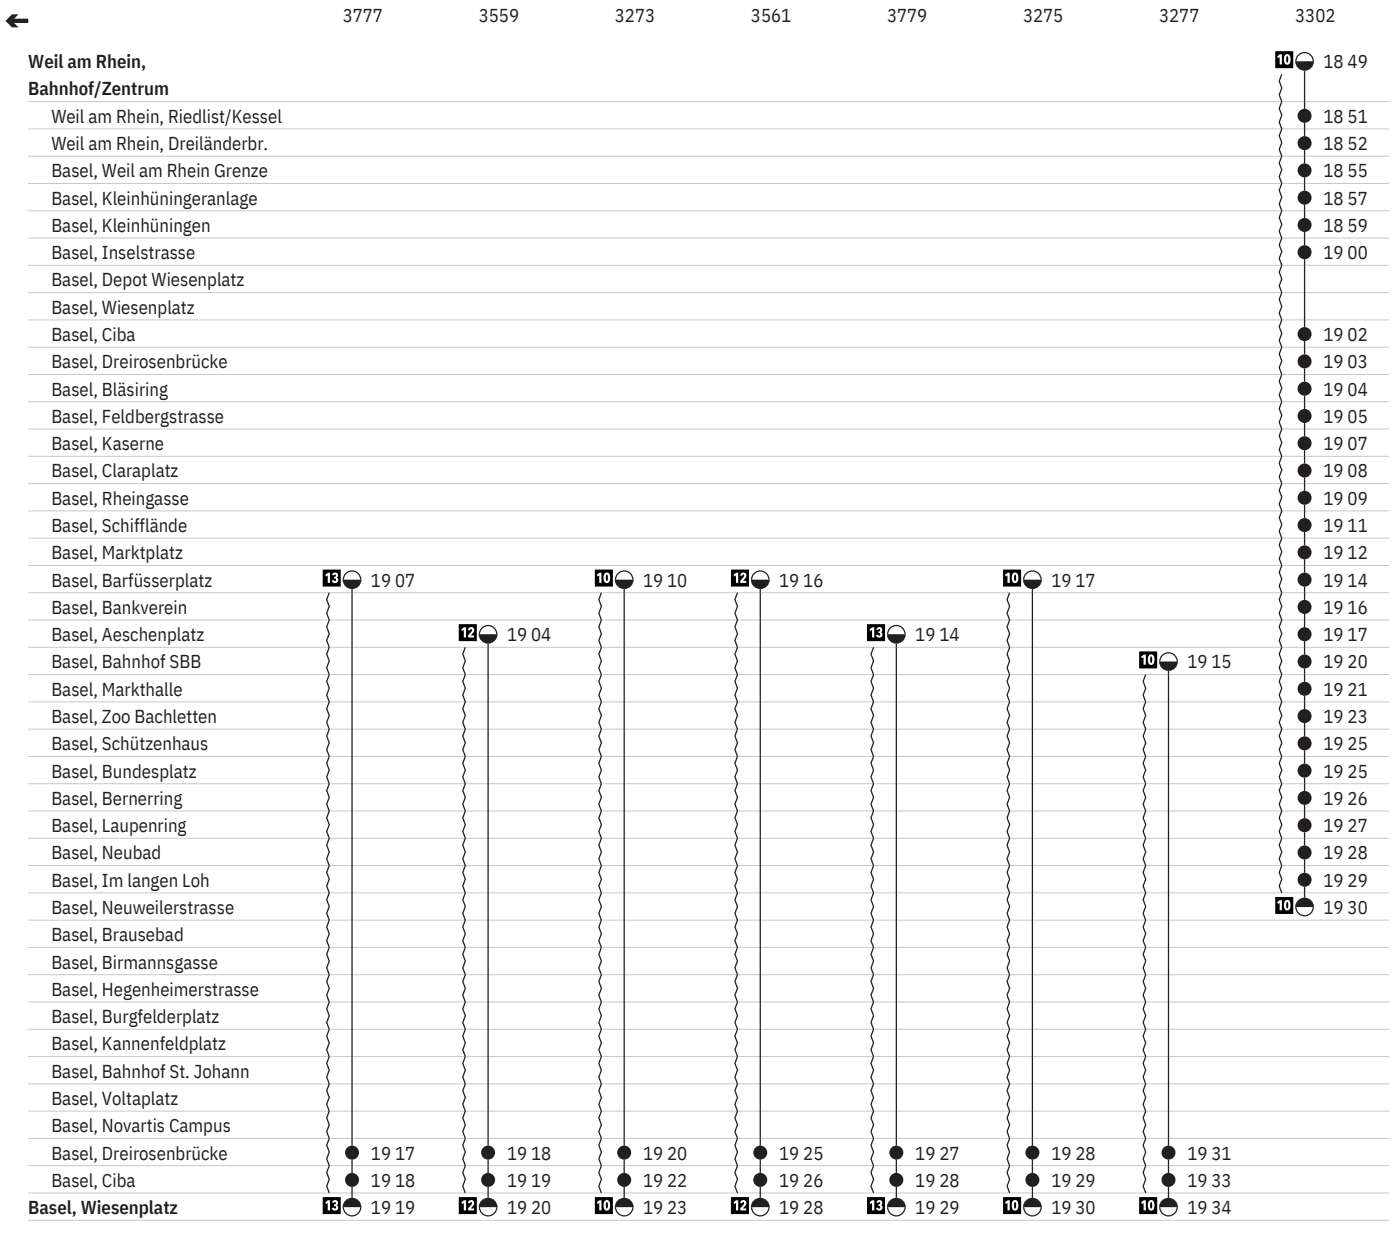 3777 3559 3273 3561 3779 3275 3277 3302
Weil am Rhein, 10 18 49
Bahnhof/Zentrum
Weil am Rhein, Riedlist/Kessel 18 51
Weil am Rhein, Dreiländerbr. 18 52
Basel, Weil am Rhein Grenze 18 55
Basel, Kleinhüningeranlage 18 57
Basel, Kleinhüningen 18 59
Basel, Inselstrasse 19 00
Basel, Depot Wiesenplatz
Basel, Wiesenplatz
Basel, Ciba 19 02
Basel, Dreirosenbrücke 19 03
Basel, Bläsiring 19 04
Basel, Feldbergstrasse 19 05
Basel, Kaserne 19 07
Basel, Claraplatz 19 08
Basel, Rheingasse 19 09
Basel, Schifflände 19 11
Basel, Marktplatz 19 12
Basel, Barfüsserplatz 13 19 07 10 19 10 12 19 16 10 19 17 19 14
Basel, Bankverein 19 16
Basel, Aeschenplatz 12 19 04 13 19 14 19 17
Basel, Bahnhof SBB 10 19 15 19 20
Basel, Markthalle 19 21
Basel, Zoo Bachletten 19 23
Basel, Schützenhaus 19 25
Basel, Bundesplatz 19 25
Basel, Bernerring 19 26
Basel, Laupenring 19 27
Basel, Neubad 19 28
Basel, Im langen Loh 19 29
Basel, Neuweilerstrasse 10 19 30
Basel, Brausebad
Basel, Birmannsgasse
Basel, Hegenheimerstrasse
Basel, Burgfelderplatz
Basel, Kannenfeldplatz
Basel, Bahnhof St. Johann
Basel, Voltaplatz
Basel, Novartis Campus
Basel, Dreirosenbrücke 19 17 19 18 19 20 19 25 19 27 19 28 19 31
Basel, Ciba 19 18 19 19 19 22 19 26 19 28 19 29 19 33
Basel, Wiesenplatz 13 19 19 12 19 20 10 19 23 12 19 28 13 19 29 10 19 30 10 19 34